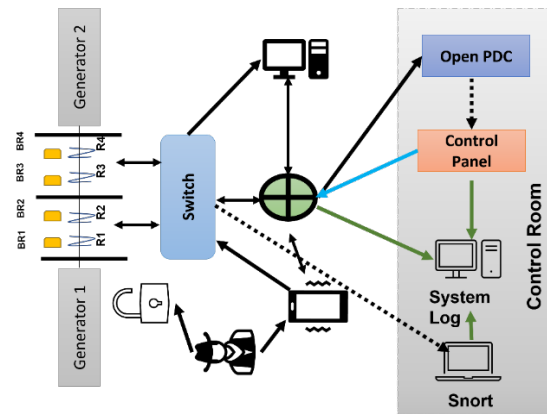 Generator 2
BR4
R4
BR3
R3
BR2
R2
BR1
R1
Generator 1
Switch
Open PDC
Control
Panel
System
Log
Snort
Control Room